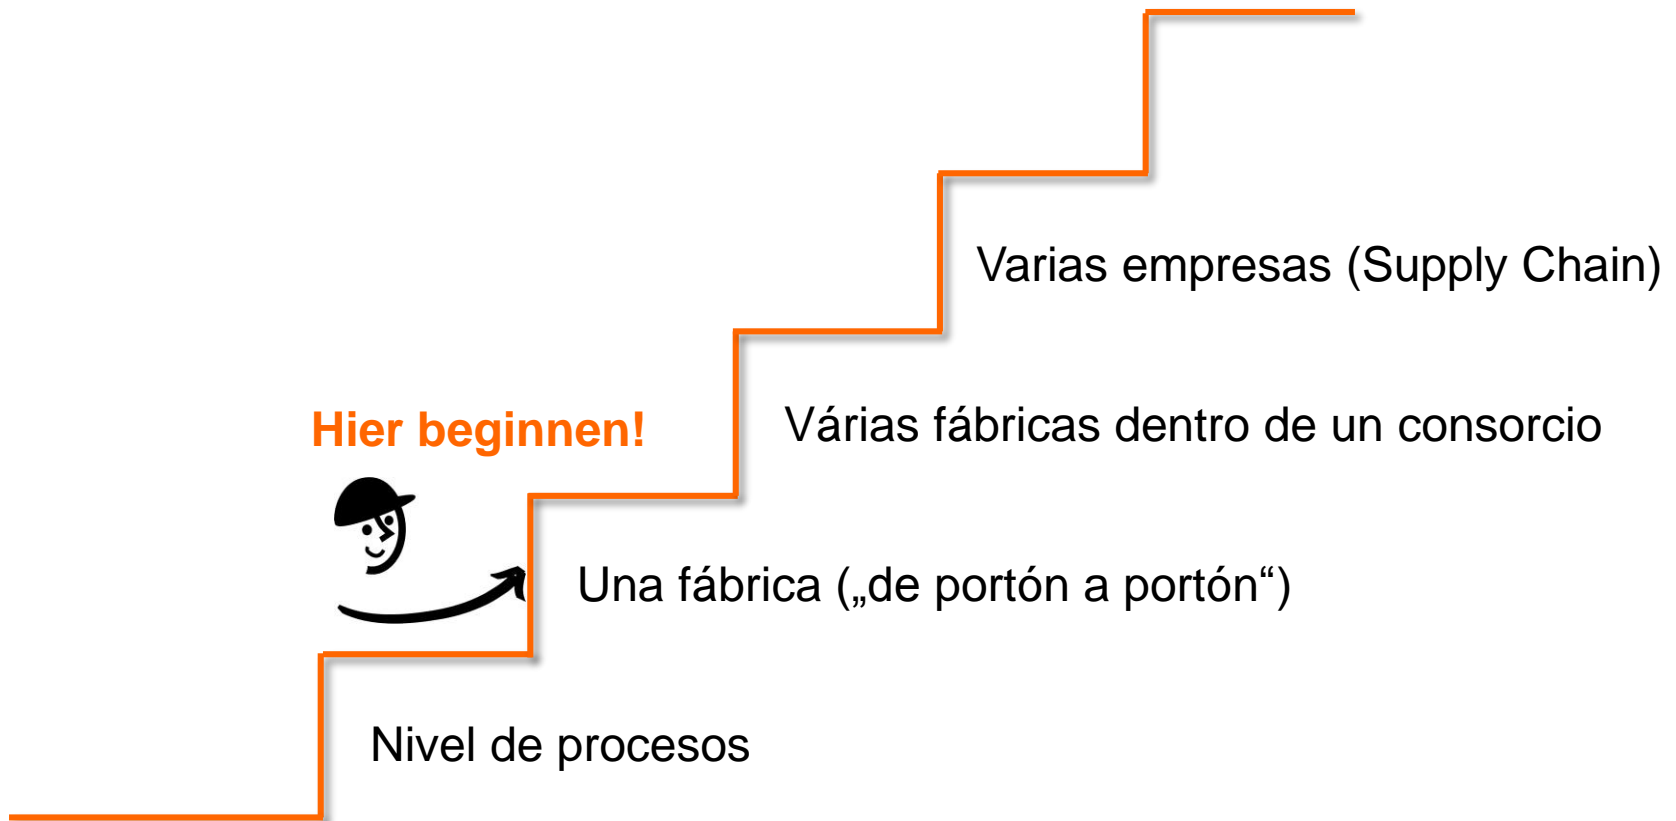 Varias empresas (Supply Chain)
Hier beginnen!
Várias fábricas dentro de un consorcio
Una fábrica („de portón a portón“)
Nivel de procesos